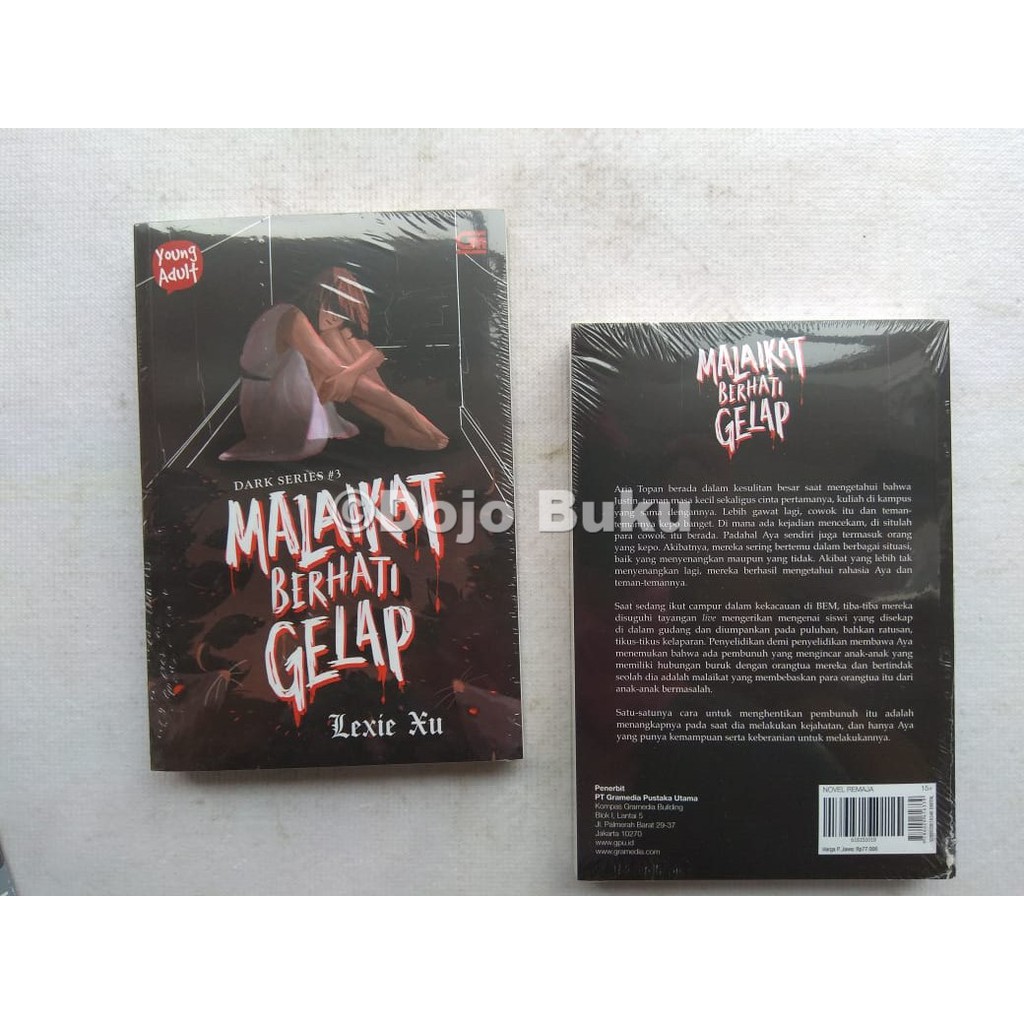 Young
Adult
DARK SERIES #3
MALAIKAT
BERHATI
GELAP
Lexie Xu
©Dojo Buku
MALAIKAT
BERHATI
GELAP
Aria Topan berada dalam kesulitan besar saat mengetahui bahwa
Justin, teman masa kecil sekaligus cinta pertamanya, kuliah di kampus
yang sama dengannya. Lebih gawat lagi, cowok itu dan teman-
temannya kepo banget. Di mana ada kejadian mencekam, di situlah
para cowok itu berada. Padahal Aya sendiri juga termasuk orang
yang kepo. Akibatnya, mereka sering bertemu dalam berbagai situasi,
baik yang menyenangkan maupun yang tidak. Akibat yang lebih tak
menyenangkan lagi, mereka berhasil mengetahui rahasia Aya dan
teman-temannya.
Saat sedang ikut campur dalam kekacauan di BEM, tiba-tiba mereka
disuguhi tayangan live mengerikan mengenai siswi yang disekap
di dalam gudang dan diumpankan pada puluhan, bahkan ratusan,
tikus-tikus kelaparan. Penyelidikan demi penyelidikan membawa Aya
menemukan bahwa ada pembunuh yang mengincar anak-anak yang
memiliki hubungan buruk dengan orangtua mereka dan bertindak
seolah dia adalah malaikat yang membebaskan para orangtua itu dari
anak-anak bermasalah.
Satu-satunya cara untuk menghentikan pembunuh itu adalah
menangkapnya pada saat dia melakukan kejahatan, dan hanya Aya
yang punya kemampuan serta keberanian untuk melakukannya.
Penerbit
PT Gramedia Pustaka Utama
Kompas Gramedia Building
Blok I, Lantai 5
Jl. Palmerah Barat 29-37
Jakarta 10270
www.gpu.id
www.gramedia.com
NOVEL REMAJA
15+
Harga P. Jawa: Rp77.000